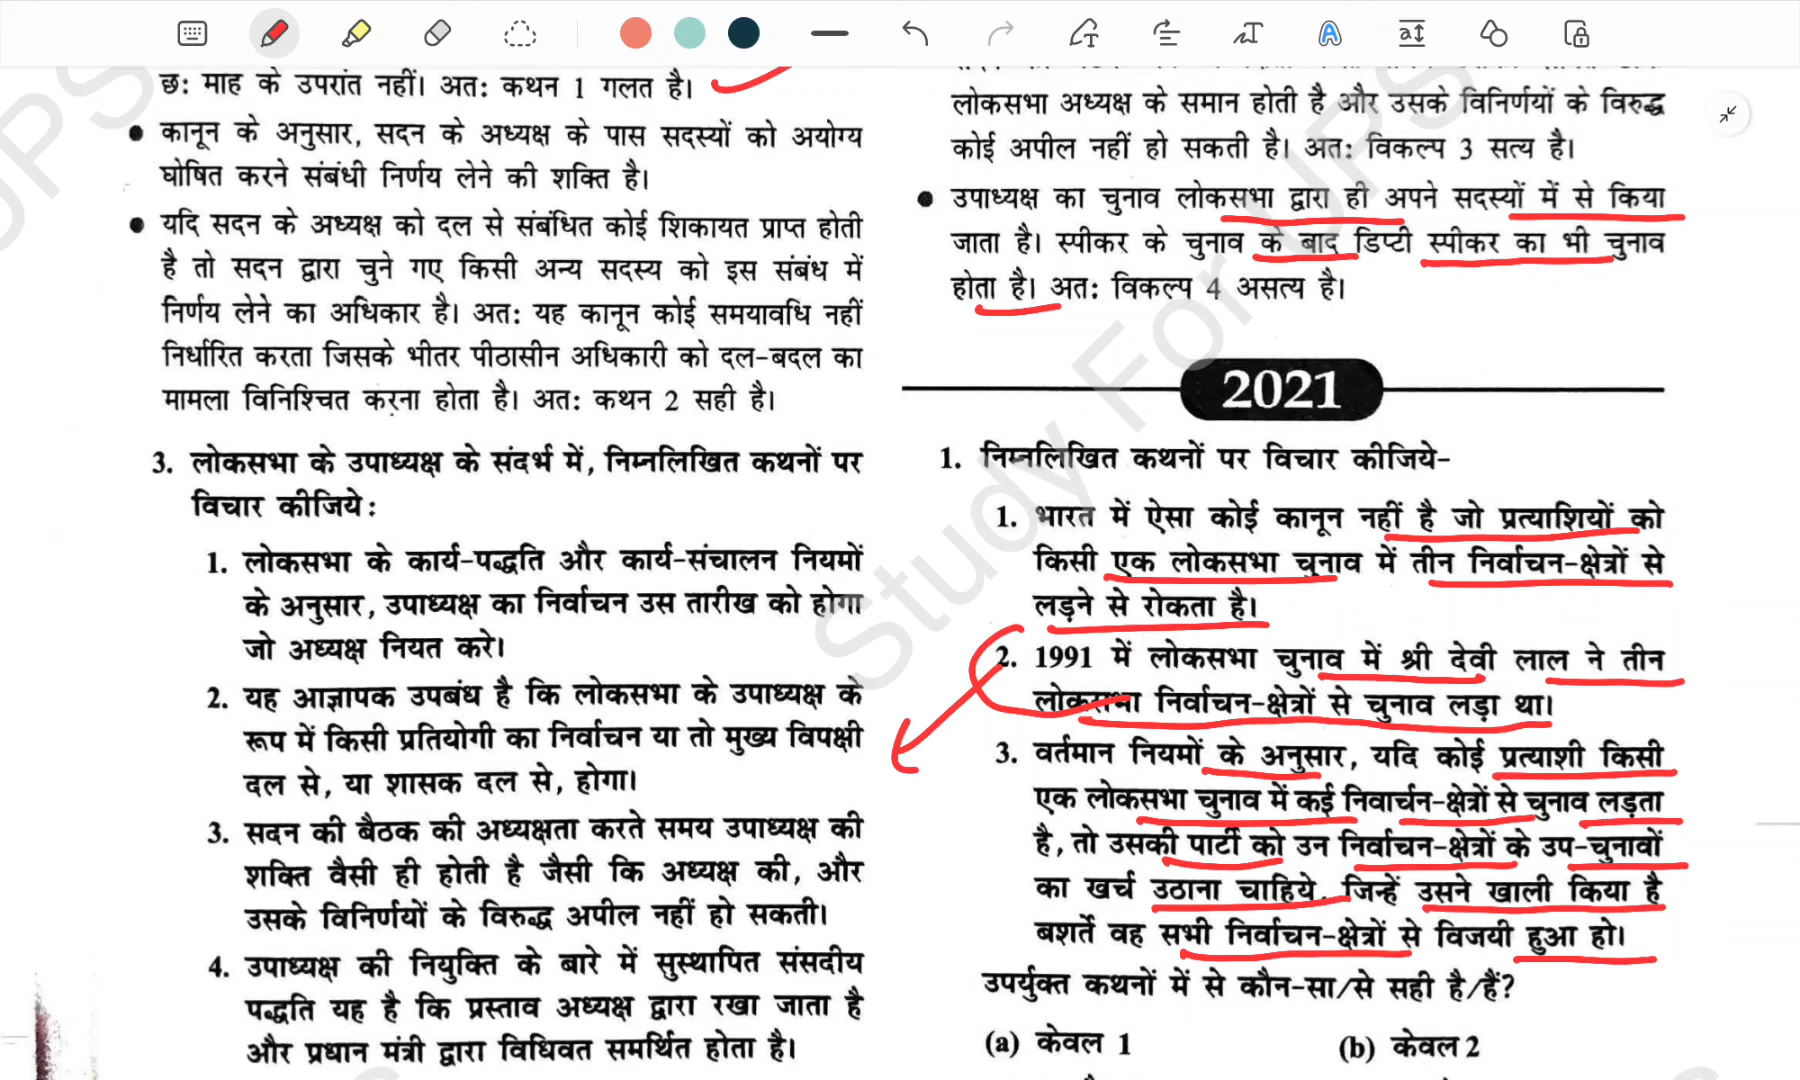 छः माह के उपरांत नहीं। अतः कथन 1 गलत है।
● कानून के अनुसार, सदन के अध्यक्ष के पास सदस्यों को अयोग्य
घोषित करने संबंधी निर्णय लेने की शक्ति है।
● यदि सदन के अध्यक्ष को दल से संबंधित कोई शिकायत प्राप्त होती
है तो सदन द्वारा चुने गए किसी अन्य सदस्य को इस संबंध में
निर्णय लेने का अधिकार है। अतः यह कानून कोई समयावधि नहीं
निर्धारित करता जिसके भीतर पीठासीन अधिकारी को दल-बदल का
मामला विनिश्चित करना होता है। अतः कथन 2 सही है।
3. लोकसभा के उपाध्यक्ष के संदर्भ में, निम्नलिखित कथनों पर
विचार कीजिये:
1. लोकसभा के कार्य-पद्धति और कार्य-संचालन नियमों
के अनुसार, उपाध्यक्ष का निर्वाचन उस तारीख को होगा
जो अध्यक्ष नियत करे।
2. यह आज्ञापक उपबंध है कि लोकसभा के उपाध्यक्ष के
रूप में किसी प्रतियोगी का निर्वाचन या तो मुख्य विपक्षी
दल से, या शासक दल से, होगा।
3. सदन की बैठक की अध्यक्षता करते समय उपाध्यक्ष की
शक्ति वैसी ही होती है जैसी कि अध्यक्ष की, और
उसके विनिर्णयों के विरुद्ध अपील नहीं हो सकती।
4. उपाध्यक्ष की नियुक्ति के बारे में सुस्थापित संसदीय
पद्धति यह है कि प्रस्ताव अध्यक्ष द्वारा रखा जाता है
और प्रधान मंत्री द्वारा विधिवत समर्थित होता है।
लोकसभा अध्यक्ष के समान होती है और उसके विनिर्णयों के विरुद्ध
कोई अपील नहीं हो सकती है। अतः विकल्प 3 सत्य है।
● उपाध्यक्ष का चुनाव लोकसभा द्वारा ही अपने सदस्यों में से किया
जाता है। स्पीकर के चुनाव के बाद डिप्टी स्पीकर का भी चुनाव
होता है। अतः विकल्प 4 असत्य है।
2021
1. निम्नलिखित कथनों पर विचार कीजिये-
1. भारत में ऐसा कोई कानून नहीं है जो प्रत्याशियों को
किसी एक लोकसभा चुनाव में तीन निर्वाचन-क्षेत्रों से
लड़ने से रोकता है।
2. 1991 में लोकसभा चुनाव में श्री देवी लाल ने तीन
लोकसभा निर्वाचन-क्षेत्रों से चुनाव लड़ा था।
3. वर्तमान नियमों के अनुसार, यदि कोई प्रत्याशी किसी
एक लोकसभा चुनाव में कई निवार्चन-क्षेत्रों से चुनाव लड़ता
है, तो उसकी पार्टी को उन निर्वाचन-क्षेत्रों के उप-चुनावों
का खर्च उठाना चाहिये, जिन्हें उसने खाली किया है
बशर्ते वह सभी निर्वाचन-क्षेत्रों से विजयी हुआ हो।
उपर्युक्त कथनों में से कौन-सा/से सही है/हैं?
(a) केवल 1 (b) केवल 2
Study For UPS